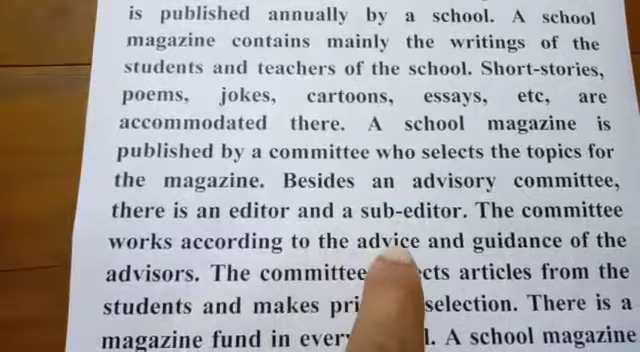 is published annually by a school. A school
magazine contains mainly the writings of the
students and teachers of the school. Short-stories,
poems, jokes, cartoons, essays, etc, are
accommodated there. A school magazine is
published by a committee who selects the topics for
the magazine. Besides an advisory committee,
there is an editor and a sub-editor. The committee
works according to the advice and guidance of the
advisors. The committee articles from the
students and makes selection. There is a
magazine fund in A school magazine